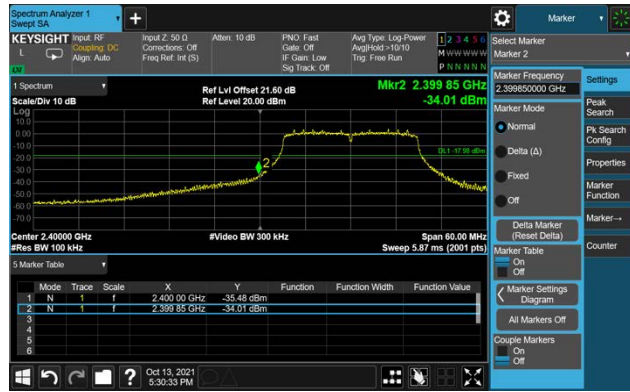 Spectrum Analyzer 1
Swept SA
Marker
KEYSIGHT
Input: RF
Input Z: 50 Ω
Atten: 10 dB
PNO: Fast
Avg Type: Log-Power
1 2 3 4 5 6
L
Coupling: DC
Corrections: Off
Gate: Off
Avg|Hold:>10/10
M W W W W W
Align: Auto
Freq Ref: Int (S)
IF Gain: Low
Trig: Free Run
Sig Track: Off
P N N N N N
Select Marker
Marker 2
1 Spectrum
Ref Lvl Offset 21.60 dB
Mkr2 2.399 85 GHz
Scale/Div 10 dB
Ref Level 20.00 dBm
-34.01 dBm
Log
10.0
0.00
-10.0
-20.0
-30.0
-40.0
-50.0
-60.0
-70.0
2
DL1 -17.98 dBm
Center 2.40000 GHz
#Video BW 300 kHz
Span 60.00 MHz
#Res BW 100 kHz
Sweep 5.87 ms (2001 pts)
5 Marker Table
Mode Trace Scale X Y Function Function Width Function Value
1 N 1 f 2.400 00 GHz -35.48 dBm
2 N 1 f 2.399 85 GHz -34.01 dBm
3
4
5
6
Marker Frequency
2.399850000 GHz
Marker Mode
Normal
Delta (Δ)
Fixed
Off
Delta Marker
(Reset Delta)
Marker Table
On
Off
Marker Settings
Diagram
All Markers Off
Couple Markers
On
Off
Settings
Peak
Search
Pk Search
Config
Properties
Marker
Function
Marker→
Counter
?
Oct 13, 2021
5:30:33 PM